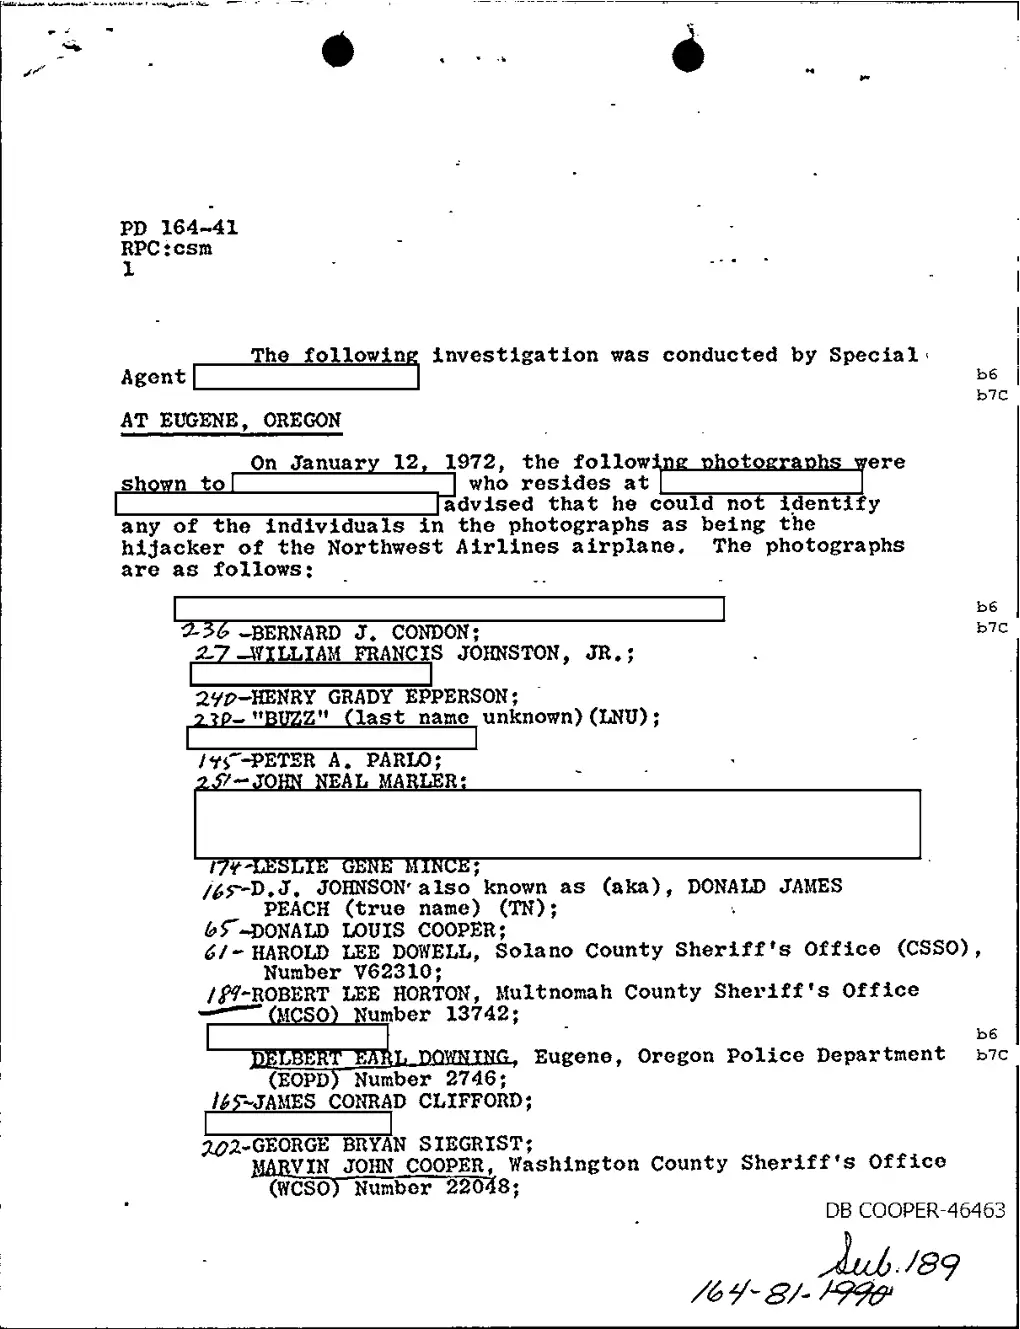 PD 164-41
RPC:csm
1
The following investigation was conducted by Special
Agent
b6
b7C
AT EUGENE, OREGON
On January 12, 1972, the following photographs were
shown to who resides at
advised that he could not identify
any of the individuals in the photographs as being the
hijacker of the Northwest Airlines airplane. The photographs
are as follows:
b6
b7C
236 -BERNARD J. CONDON;
27 -WILLIAM FRANCIS JOHNSTON, JR.;
240-HENRY GRADY EPPERSON;
230- "BUZZ" (last name unknown)(LNU);
145-PETER A. PARLO;
251-JOHN NEAL MARLER;
174-LESLIE GENE MINCE;
165-D.J. JOHNSON also known as (aka), DONALD JAMES
PEACH (true name) (TN);
65-DONALD LOUIS COOPER;
61- HAROLD LEE DOWELL, Solano County Sheriff's Office (CSSO),
Number V62310;
189-ROBERT LEE HORTON, Multnomah County Sheriff's Office
(MCSO) Number 13742;
b6
b7C
DELBERT EARL DOWNING, Eugene, Oregon Police Department
(EOPD) Number 2746;
165-JAMES CONRAD CLIFFORD;
202-GEORGE BRYAN SIEGRIST;
MARVIN JOHN COOPER, Washington County Sheriff's Office
(WCSO) Number 22048;
DB COOPER-46463
Sub. 189
164-81-1990